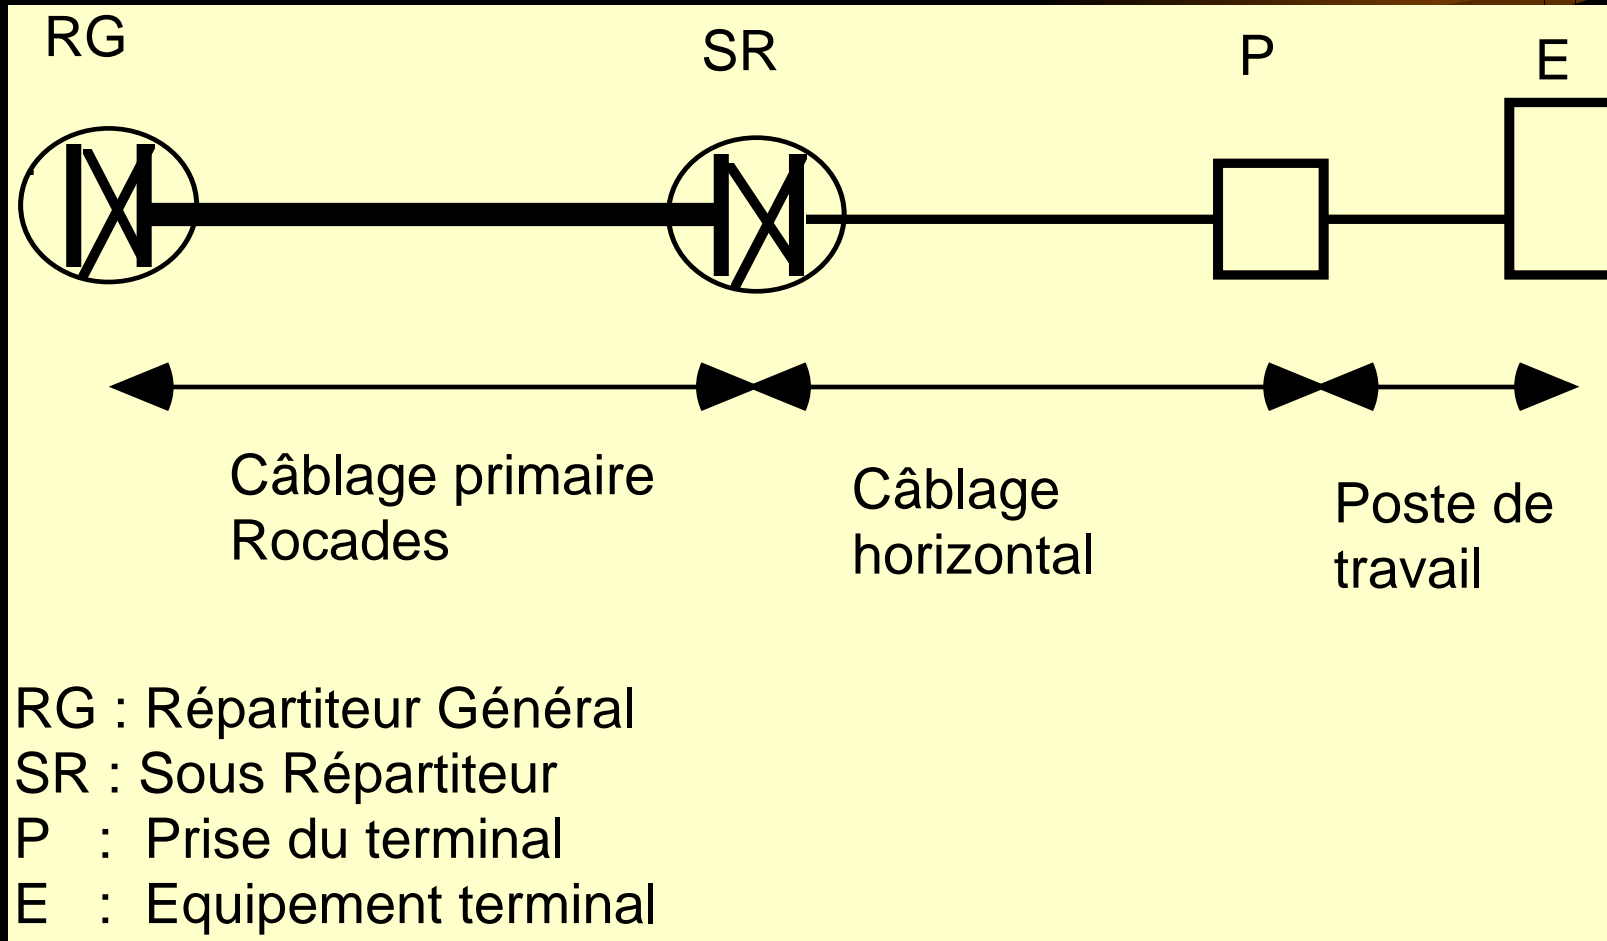 RG
SR
P
E
Câblage primaire
Rocades
Câblage
horizontal
Poste de
travail
RG : Répartiteur Général
SR : Sous Répartiteur
P : Prise du terminal
E : Equipement terminal